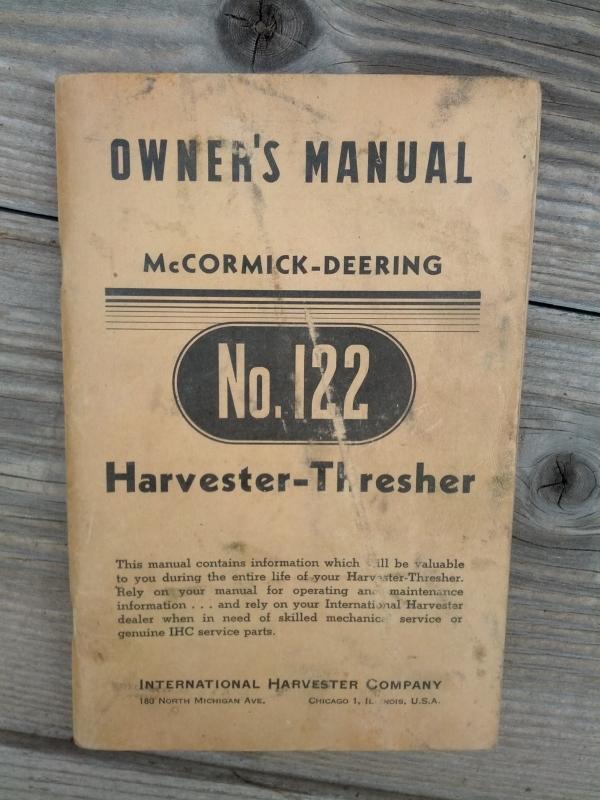 OWNER'S MANUAL
McCORMICK-DEERING
No. 122
Harvester-Thresher
This manual contains information which will be valuable
to you during the entire life of your Harvester-Thresher.
Rely on your manual for operating and maintenance
information . . . and rely on your International Harvester
dealer when in need of skilled mechanical service or
genuine IHC service parts.
INTERNATIONAL HARVESTER COMPANY
180 NORTH MICHIGAN AVE. CHICAGO 1, ILLINOIS, U.S.A.